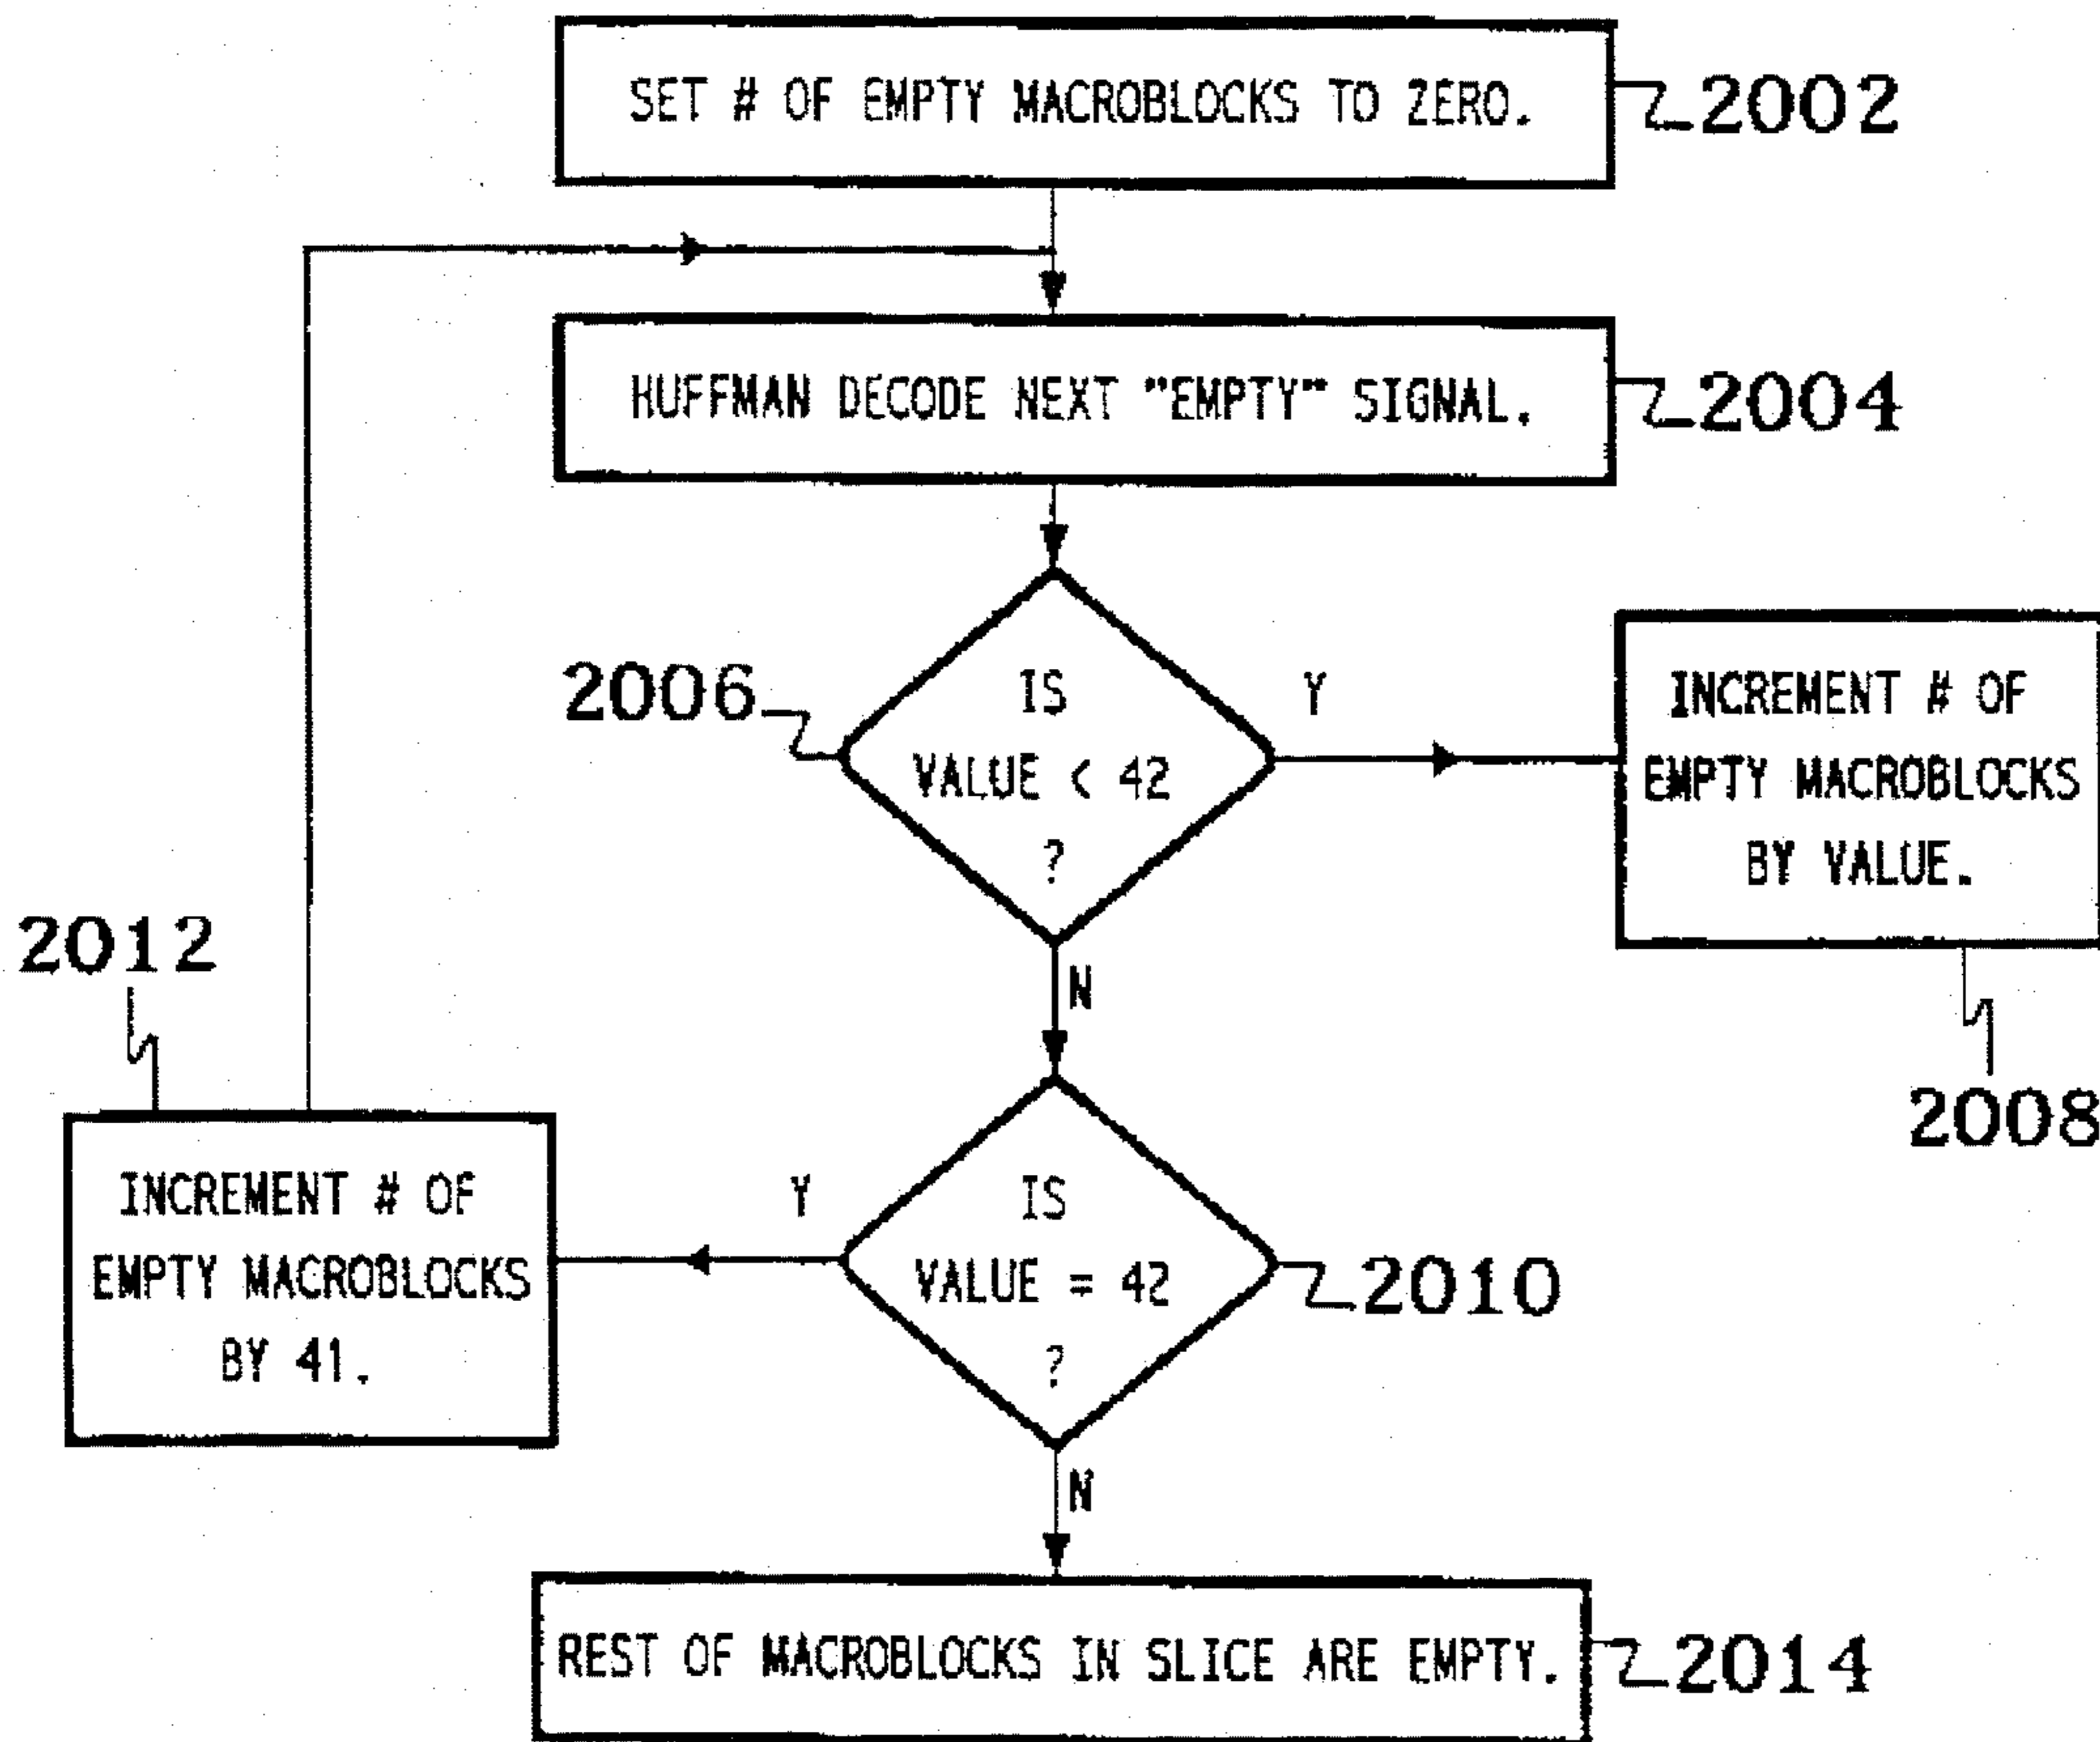 SET # OF EMPTY MACROBLOCKS TO ZERO.
2002
HUFFMAN DECODE NEXT "EMPTY" SIGNAL.
2004
2006
IS
VALUE < 42
?
Y
INCREMENT # OF
EMPTY MACROBLOCKS
BY VALUE.
2008
N
2012
INCREMENT # OF
EMPTY MACROBLOCKS
BY 41.
Y
IS
VALUE = 42
?
2010
N
REST OF MACROBLOCKS IN SLICE ARE EMPTY.
2014